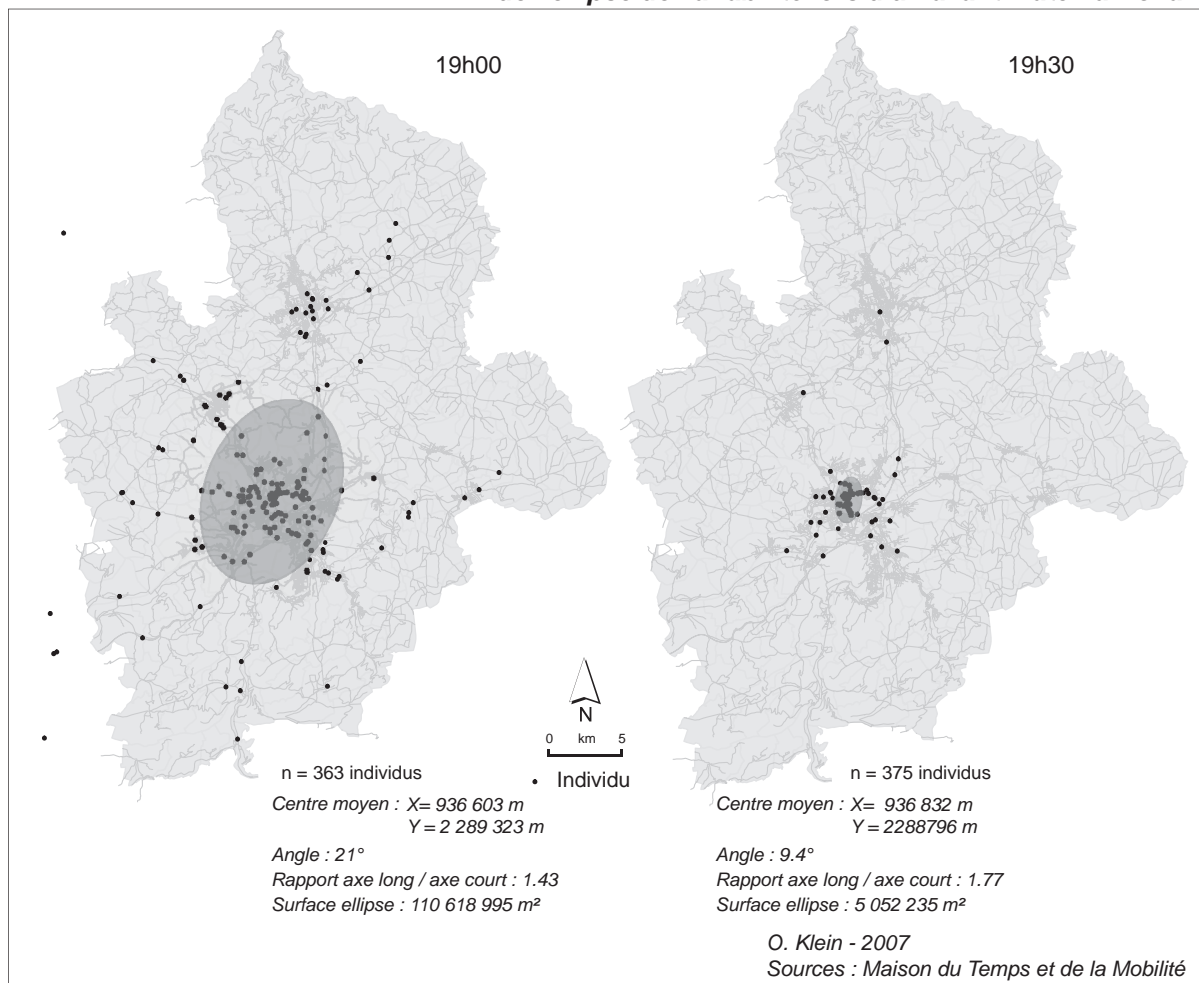 19h00
19h30
N
0 km 5
• Individu
n = 363 individus
Centre moyen : X= 936 603 m
Y = 2 289 323 m
Angle : 21°
Rapport axe long / axe court : 1.43
Surface ellipse : 110 618 995 m²
n = 375 individus
Centre moyen : X= 936 832 m
Y = 2288796 m
Angle : 9.4°
Rapport axe long / axe court : 1.77
Surface ellipse : 5 052 235 m²
O. Klein - 2007
Sources : Maison du Temps et de la Mobilité